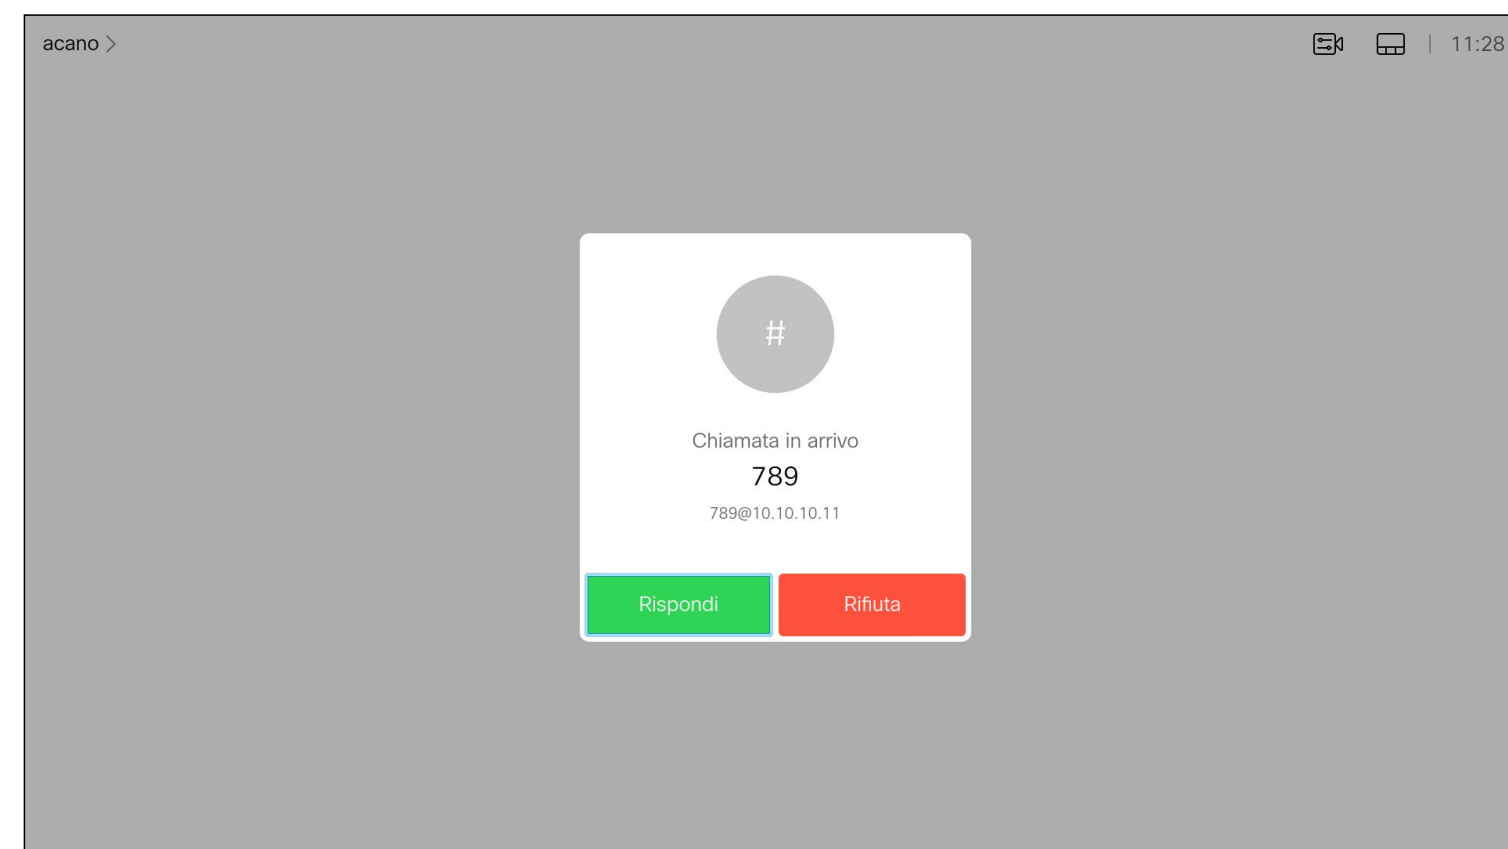 acano
11:28
#
Chiamata in arrivo
789
789@10.10.10.11
Rispondi
Rifiuta